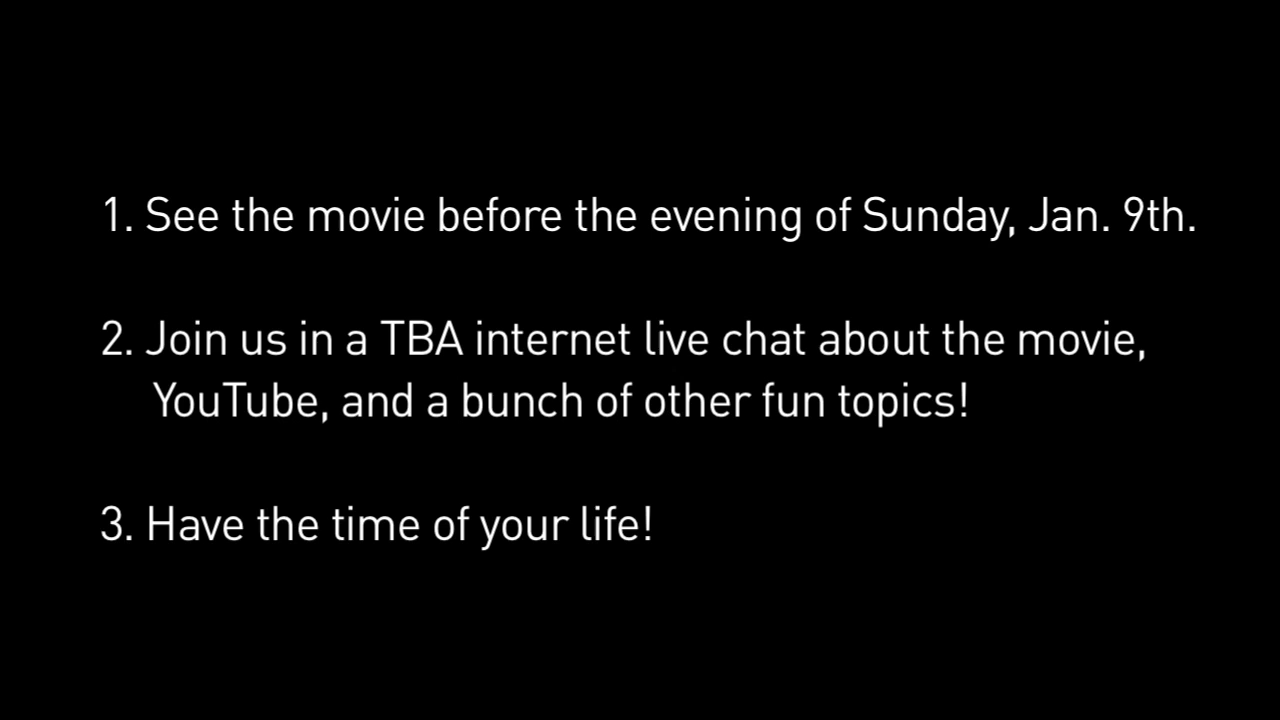 1. See the movie before the evening of Sunday, Jan. 9th.
2. Join us in a TBA internet live chat about the movie,
YouTube, and a bunch of other fun topics!
3. Have the time of your life!